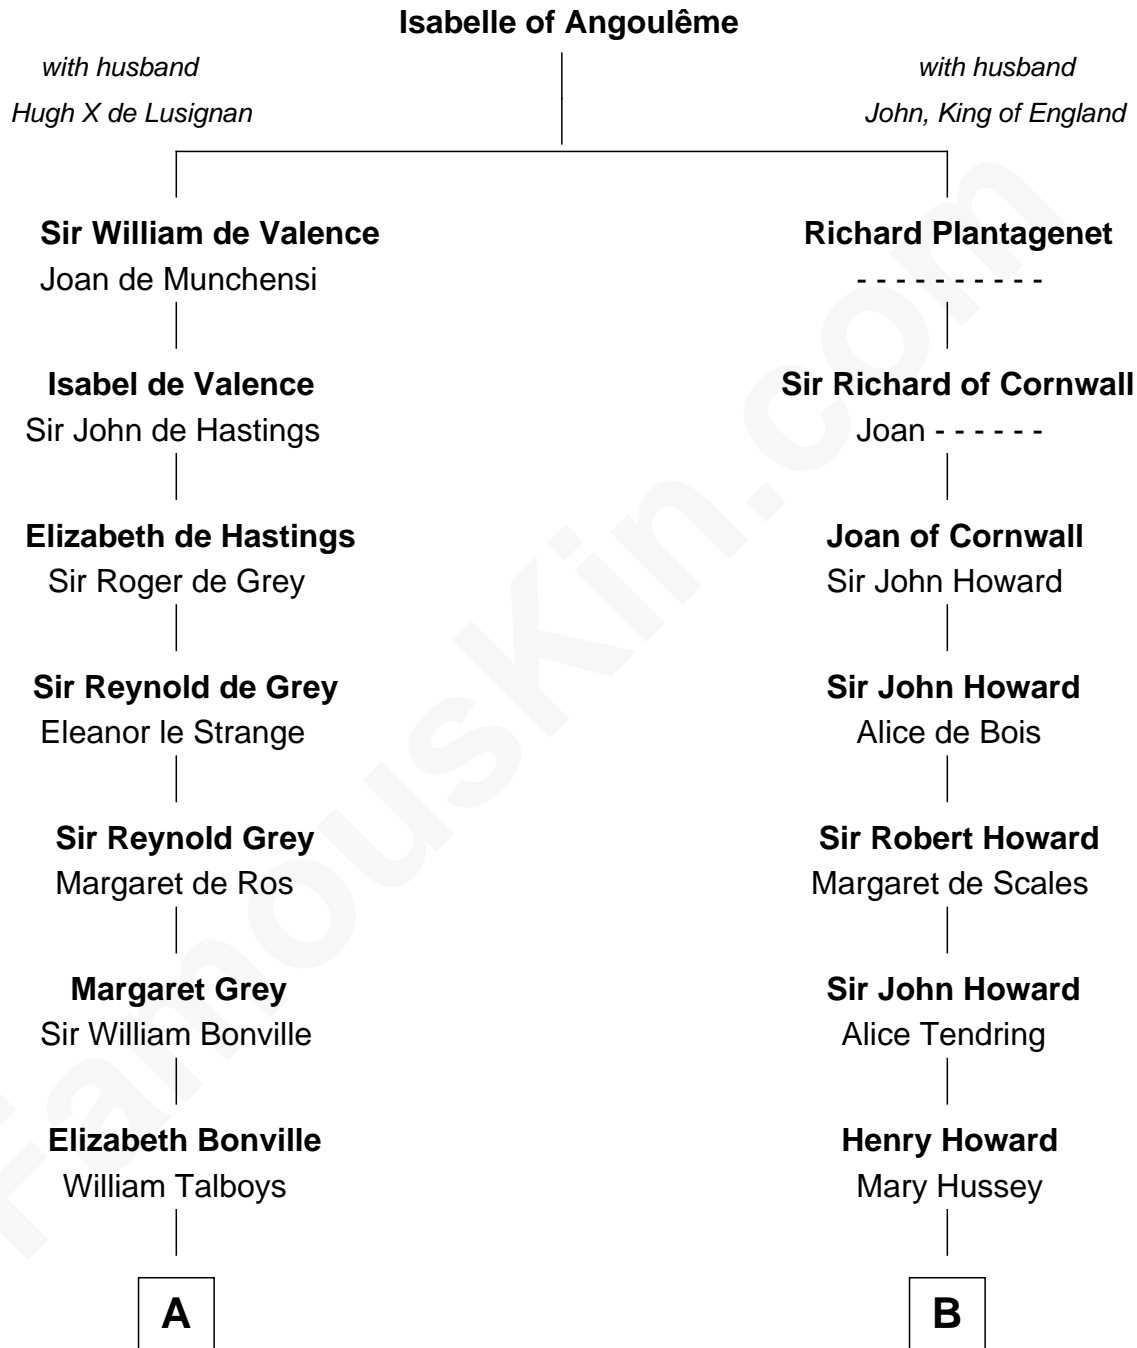 Isabelle of Angoulême
with husband
Hugh X de Lusignan
with husband
John, King of England
Sir William de Valence
Joan de Munchensi
Richard Plantagenet
- - - - - - - - - -
Isabel de Valence
Sir John de Hastings
Sir Richard of Cornwall
Joan - - - - - -
Elizabeth de Hastings
Sir Roger de Grey
Joan of Cornwall
Sir John Howard
Sir Reynold de Grey
Eleanor le Strange
Sir John Howard
Alice de Bois
Sir Reynold Grey
Margaret de Ros
Sir Robert Howard
Margaret de Scales
Margaret Grey
Sir William Bonville
Sir John Howard
Alice Tendring
Elizabeth Bonville
William Talboys
Henry Howard
Mary Hussey
A
B
FamousKin.com